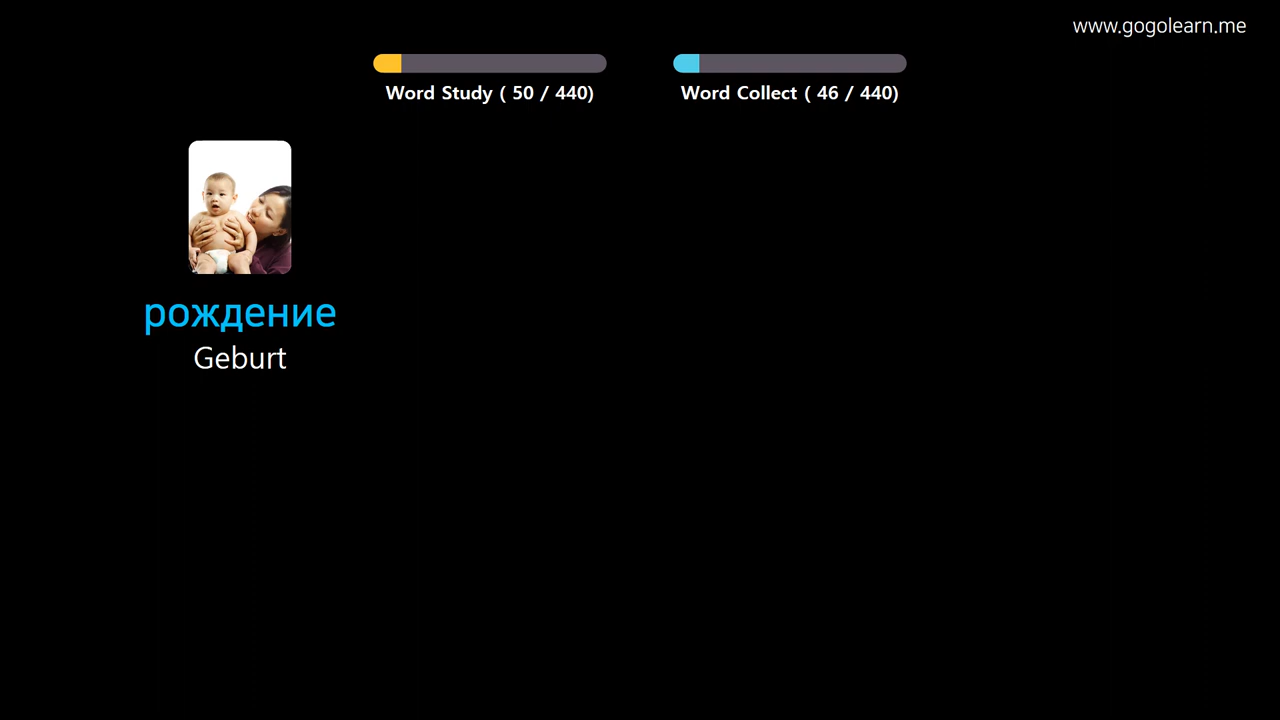 www.gogolearn.me
Word Study ( 50 / 440)
Word Collect ( 46 / 440)
рождение
Geburt